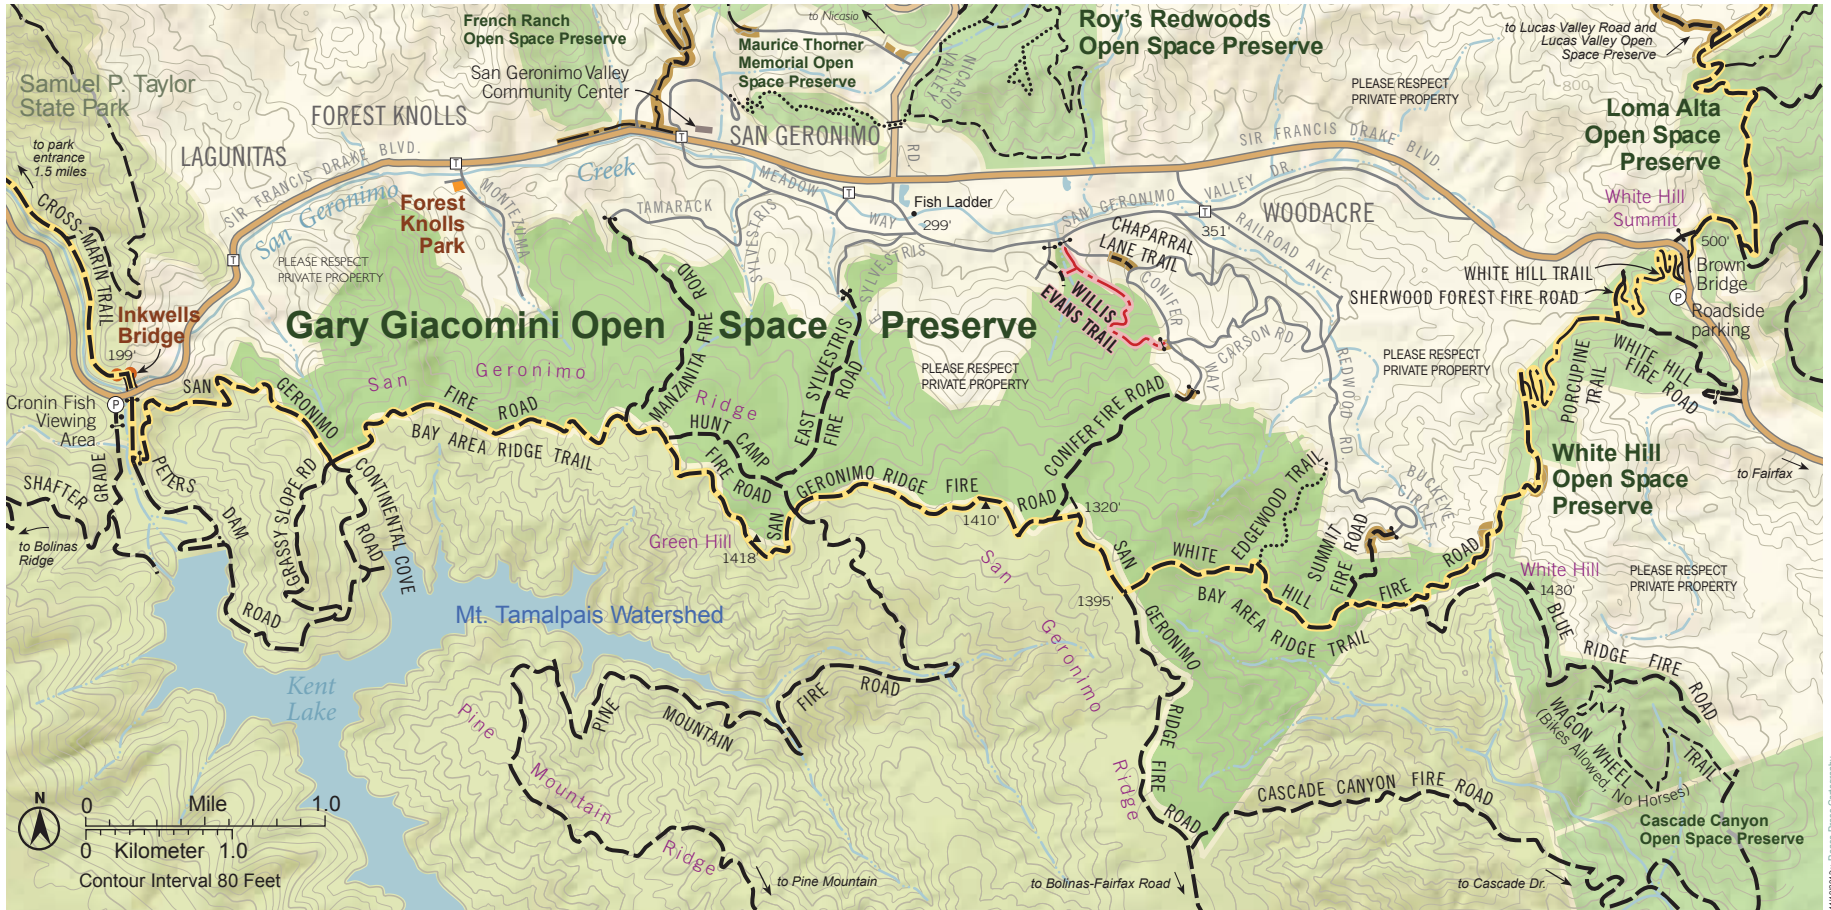 French Ranch
Open Space Preserve
to Nicasio
Maurice Thorner
Memorial Open
Space Preserve
Roy's Redwoods
Open Space Preserve
to Lucas Valley Road and
Lucas Valley Open
Space Preserve
Samuel P. Taylor
State Park
San Geronimo Valley
Community Center
NICASIO
VALLEY
RD.
PLEASE RESPECT
PRIVATE PROPERTY
800
Loma Alta
Open Space
Preserve
FOREST KNOLLS
SAN GERONIMO
LAGUNITAS
to park
entrance
1.5 miles
SIR FRANCIS DRAKE BLVD.
SIR FRANCIS DRAKE BLVD.
San Geronimo
Creek
T
T
T
T
T
CROSS-MARIN TRAIL
Forest
Knolls
Park
MONTEZUMA
TAMARACK
MEADOW
WAY
SYLVESTRIS
SYLVESTRIS
Fish Ladder
299'
SAN GERONIMO VALLEY DR.
WOODACRE
351'
RAILROAD AVE.
CHAPARRAL
LANE TRAIL
White Hill
Summit
500'
Brown
Bridge
WHITE HILL TRAIL
SHERWOOD FOREST FIRE ROAD
P
Roadside
parking
PLEASE RESPECT
PRIVATE PROPERTY
Inkwells
Bridge
199'
Gary Giacomini Open Space Preserve
WILLIS
EVANS TRAIL
CONIFER
WAY
CARSON RD
REDWOOD RD.
PLEASE RESPECT
PRIVATE PROPERTY
PLEASE RESPECT
PRIVATE PROPERTY
MANZANITA FIRE ROAD
EAST SYLVESTRIS
FIRE ROAD
San Geronimo
Ridge
PORCUPINE
TRAIL
WHITE HILL
FIRE ROAD
to Fairfax
Cronin Fish
Viewing
Area
P
SAN GERONIMO
FIRE ROAD
BAY AREA RIDGE TRAIL
HUNT CAMP
FIRE ROAD
CONIFER FIRE ROAD
BUCKEYE
CIRCLE
White Hill
Open Space
Preserve
SHAFTER
GRADE
to Bolinas
Ridge
PETERS
DAM
ROAD
GRASSY SLOPE RD
CONTINENTAL COVE
ROAD
Green Hill
1418'
SAN GERONIMO RIDGE FIRE ROAD
1410'
1320'
EDGEWOOD TRAIL
SUMMIT
FIRE ROAD
WHITE HILL FIRE ROAD
BAY AREA RIDGE TRAIL
White Hill
1430'
PLEASE RESPECT
PRIVATE PROPERTY
Mt. Tamalpais Watershed
San Geronimo Ridge
1395'
SAN GERONIMO RIDGE FIRE ROAD
BLUE RIDGE FIRE ROAD
Kent
Lake
PINE MOUNTAIN FIRE ROAD
Pine Mountain Ridge
WAGON WHEEL TRAIL
(Bikes Allowed, No Horses)
CASCADE CANYON FIRE ROAD
Cascade Canyon
Open Space Preserve
N
0 Mile 1.0
0 Kilometer 1.0
Contour Interval 80 Feet
to Pine Mountain
to Bolinas-Fairfax Road
to Cascade Dr.